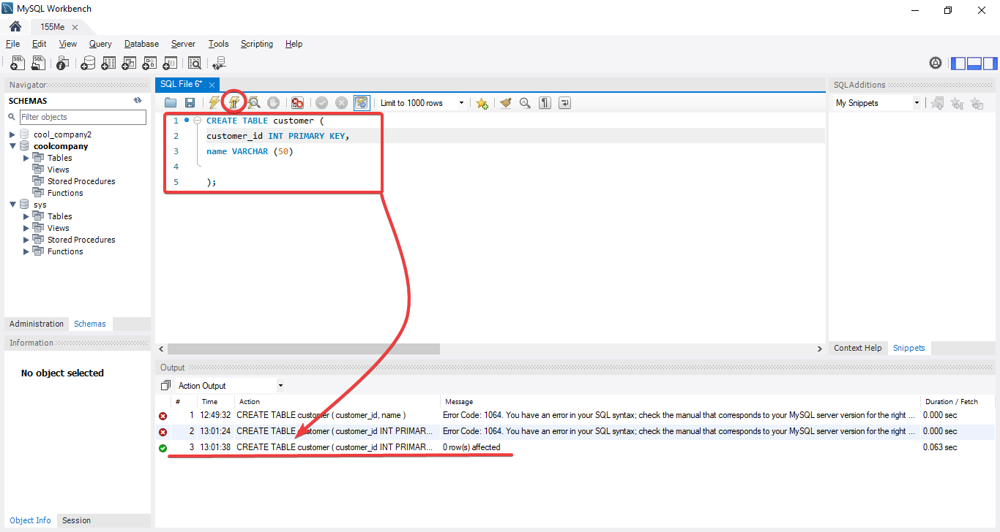 MySQL Workbench
155Me
File Edit View Query Database Server Tools Scripting Help
Navigator
SCHEMAS
Filter objects
cool_company2
coolcompany
Tables
Views
Stored Procedures
Functions
sys
Tables
Views
Stored Procedures
Functions
Administration Schemas
Information
No object selected
Object Info Session
SQL File 6*
Limit to 1000 rows
1 CREATE TABLE customer (
2 customer_id INT PRIMARY KEY,
3 name VARCHAR (50)
4
5 );
SQLAdditions
My Snippets
Context Help Snippets
Output
Action Output
# Time Action Message Duration / Fetch
1 12:49:32 CREATE TABLE customer ( customer_id, name ) Error Code: 1064. You have an error in your SQL syntax; check the manual that corresponds to your MySQL server version for the right ... 0.000 sec
2 13:01:24 CREATE TABLE customer ( customer_id INT PRIMAR... Error Code: 1064. You have an error in your SQL syntax; check the manual that corresponds to your MySQL server version for the right ... 0.000 sec
3 13:01:38 CREATE TABLE customer ( customer_id INT PRIMAR... 0 row(s) affected 0.063 sec